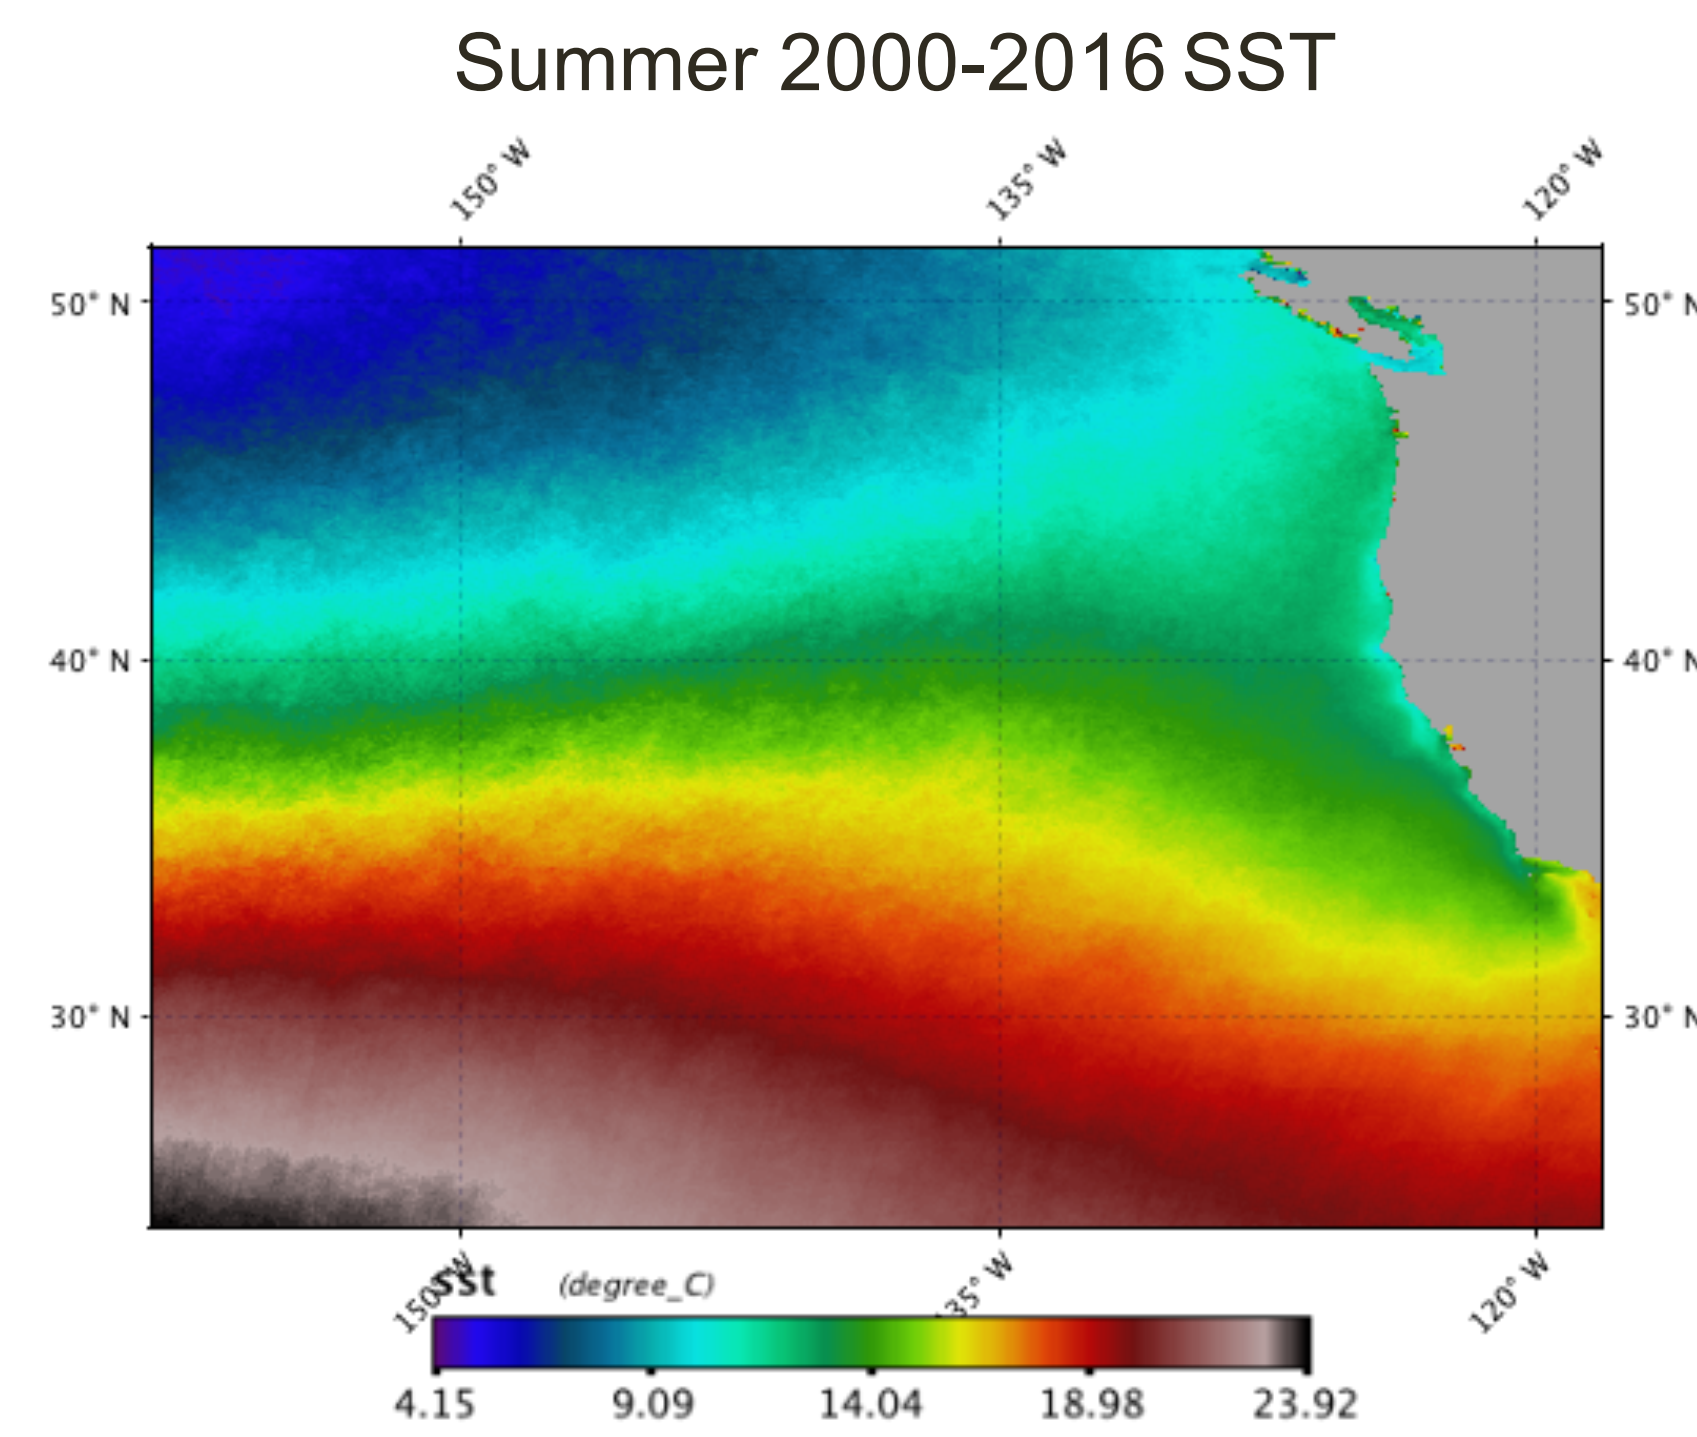 Summer 2000-2016 SST
150° W 135° W 120° W
50° N 50° N
40° N 40° N
30° N 30° N
150° W 35° W 120° W
sst (degree_C)
4.15 9.09 14.04 18.98 23.92